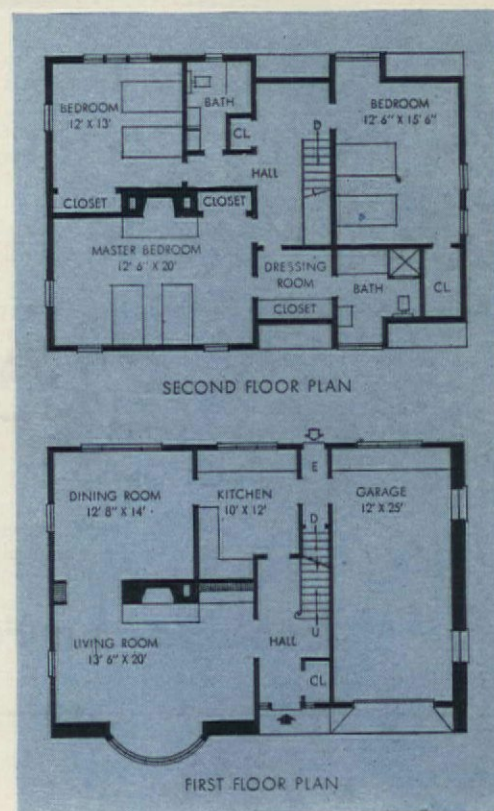 BEDROOM
12' X 13'
BATH
CL.
D
BEDROOM
12' 6" X 15' 6"
HALL
CLOSET
CLOSET
MASTER BEDROOM
12' 6" X 20'
DRESSING
ROOM
CLOSET
BATH
CL.
SECOND FLOOR PLAN
DINING ROOM
12' 8" X 14'
KITCHEN
10' X 12'
E
D
GARAGE
12' X 25'
LIVING ROOM
13' 6" X 20'
HALL
U
CL.
FIRST FLOOR PLAN